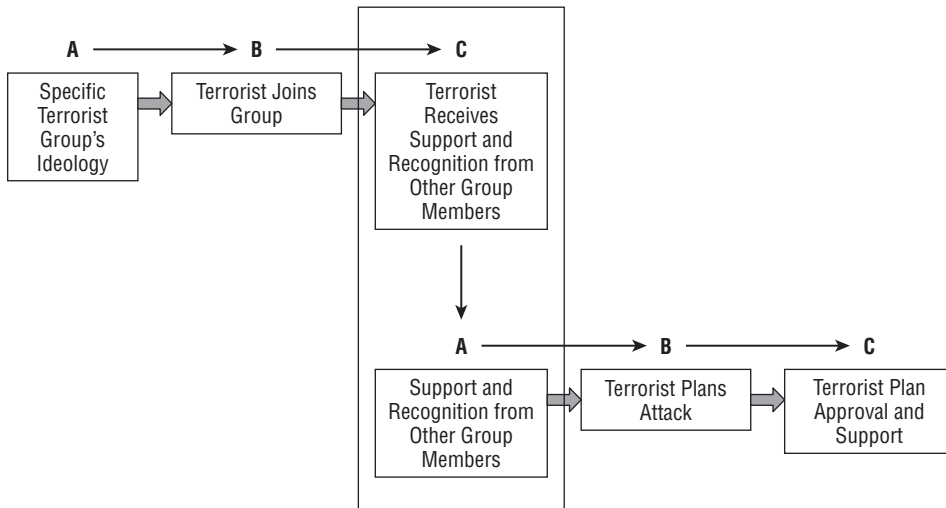 A B C
Specific
Terrorist
Group's
Ideology
Terrorist Joins
Group
Terrorist
Receives
Support and
Recognition from
Other Group
Members
A B C
Support and
Recognition from
Other Group
Members
Terrorist Plans
Attack
Terrorist Plan
Approval and
Support